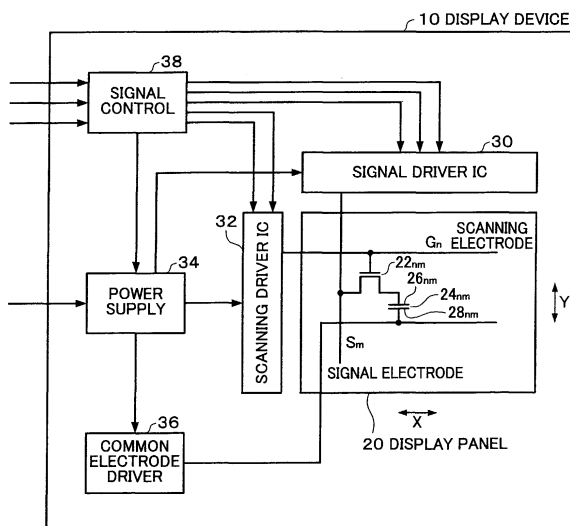 10 DISPLAY DEVICE
38
SIGNAL
CONTROL
30
SIGNAL DRIVER IC
32
SCANNING DRIVER IC
SCANNING
ELECTRODE
Gn
22nm
26nm
24nm
28nm
34
POWER
SUPPLY
Y
Sm
SIGNAL ELECTRODE
X
20 DISPLAY PANEL
36
COMMON
ELECTRODE
DRIVER